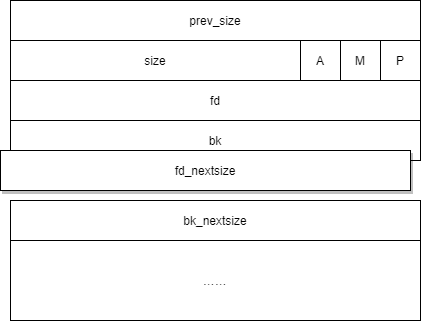 prev_size
size A M P
fd
bk
fd_nextsize
bk_nextsize
……